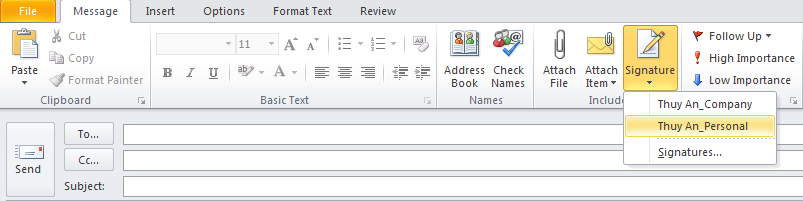 File Message Insert Options Format Text Review
Paste
Cut
Copy
Format Painter
Clipboard
11
B I U
ab A
A A
Basic Text
Address Book
Check Names
Names
Attach File
Attach Item
Signature
Include
Follow Up
High Importance
Low Importance
Thuy An_Company
Thuy An_Personal
Signatures...
Send
To...
Cc...
Subject: